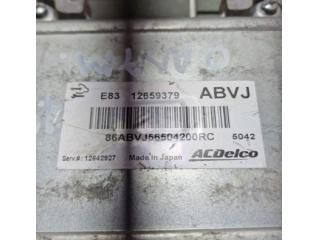 E83 12659379 ABVJ
86ABVJ56504200RC 5042
Serv.#: 12642927 Made in Japan ACDelco